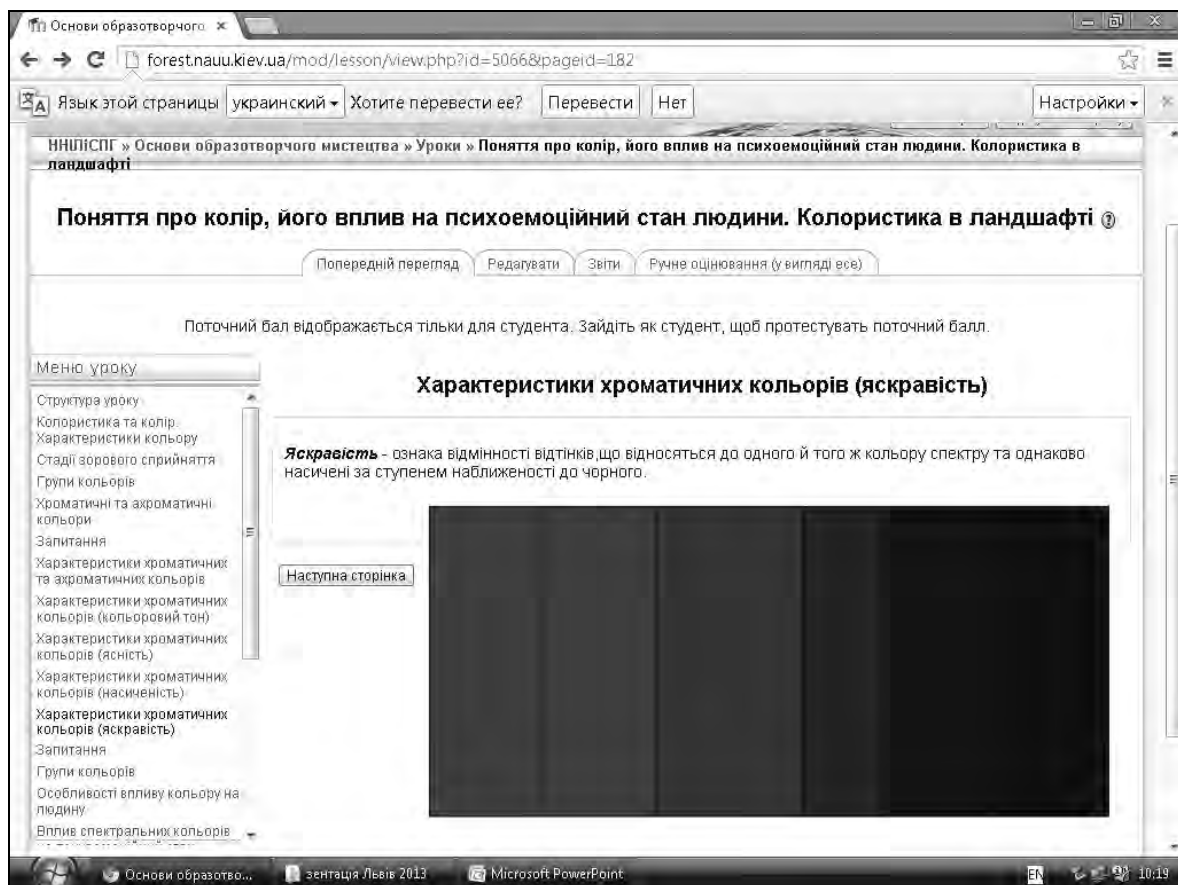 Основи образотворчого
forest.nauu.kiev.ua/mod/lesson/view.php?id=5066&pageid=182
Язык этой страницы украинский Хотите перевести ее? Перевести Нет Настройки
ННІЛіСПГ » Основи образотворчого мистецтва » Уроки » Поняття про колір, його вплив на психоемоційний стан людини. Колористика в
ландшафті
Поняття про колір, його вплив на психоемоційний стан людини. Колористика в ландшафті
Попередній перегляд Редагувати Звіти Ручне оцінювання (у вигляді есе)
Поточний бал відображається тільки для студента. Зайдіть як студент, щоб протестувать поточний балл.
Меню уроку
Структура уроку
Колористика та колір.
Характеристики кольору
Стадії зорового сприйняття
Групи кольорів
Хроматичні та ахроматичні
кольори
Запитання
Характеристики хроматичних
та ахроматичних кольорів
Характеристики хроматичних
кольорів (кольоровий тон)
Характеристики хроматичних
кольорів (ясність)
Характеристики хроматичних
кольорів (насиченість)
Характеристики хроматичних
кольорів (яскравість)
Запитання
Групи кольорів
Особливості впливу кольору на
людину
Вплив спектральних кольорів
Характеристики хроматичних кольорів (яскравість)
Яскравість - ознака відмінності відтінків,що відносяться до одного й того ж кольору спектру та однаково
насичені за ступенем наближеності до чорного.
Наступна сторінка
Основи образотво... зентація Львів 2013 Microsoft PowerPoint EN 10:19